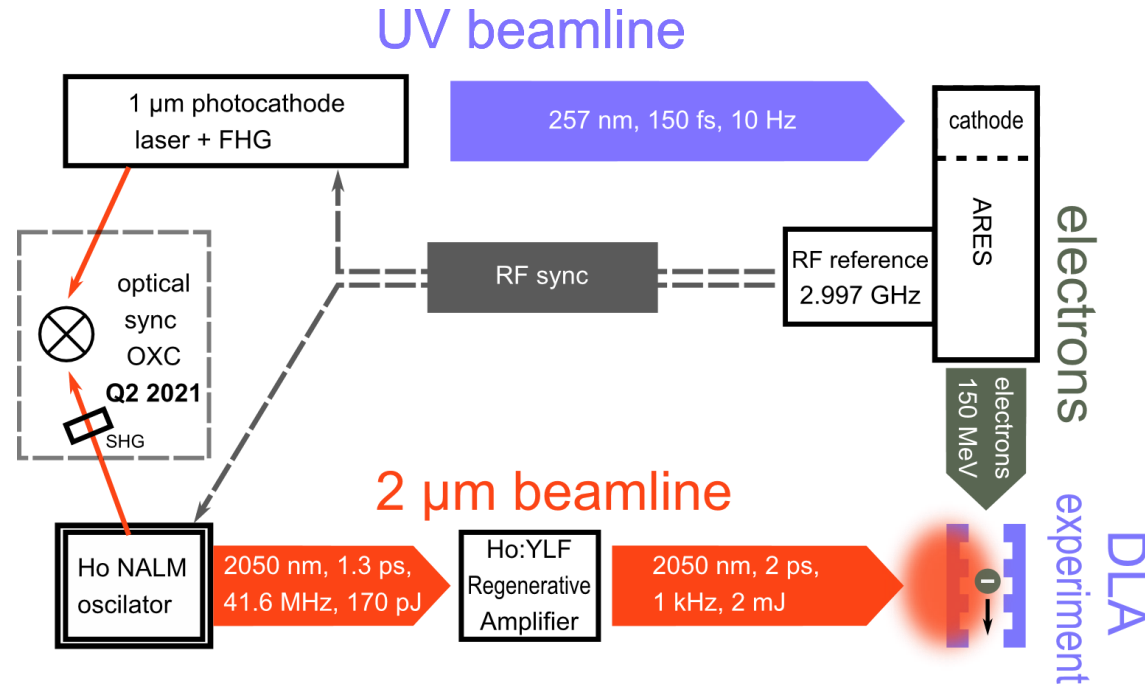 UV beamline
1 µm photocathode
laser + FHG
257 nm, 150 fs, 10 Hz
cathode
ARES
electrons
RF sync
RF reference
2.997 GHz
optical
sync
OXC
Q2 2021
SHG
electrons
150 MeV
2 µm beamline
Ho NALM
oscilator
2050 nm, 1.3 ps,
41.6 MHz, 170 pJ
Ho:YLF
Regenerative
Amplifier
2050 nm, 2 ps,
1 kHz, 2 mJ
DLA
experiment